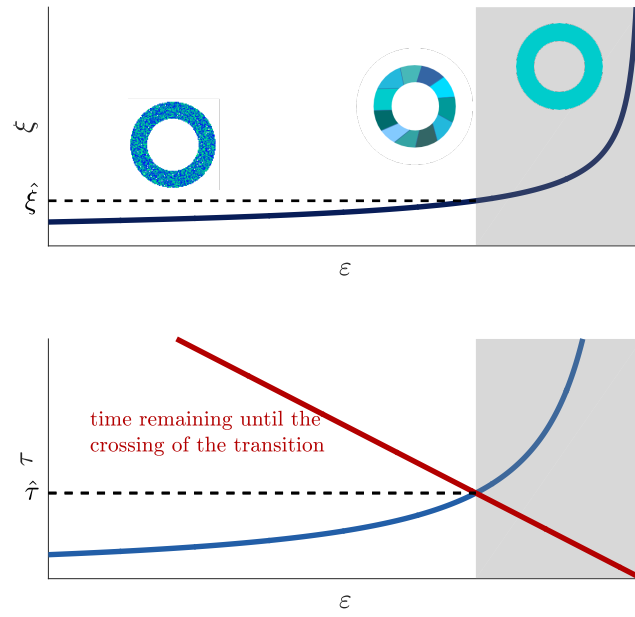 ξ
ξ̂
ε
time remaining until the
crossing of the transition
τ
τ̂
ε